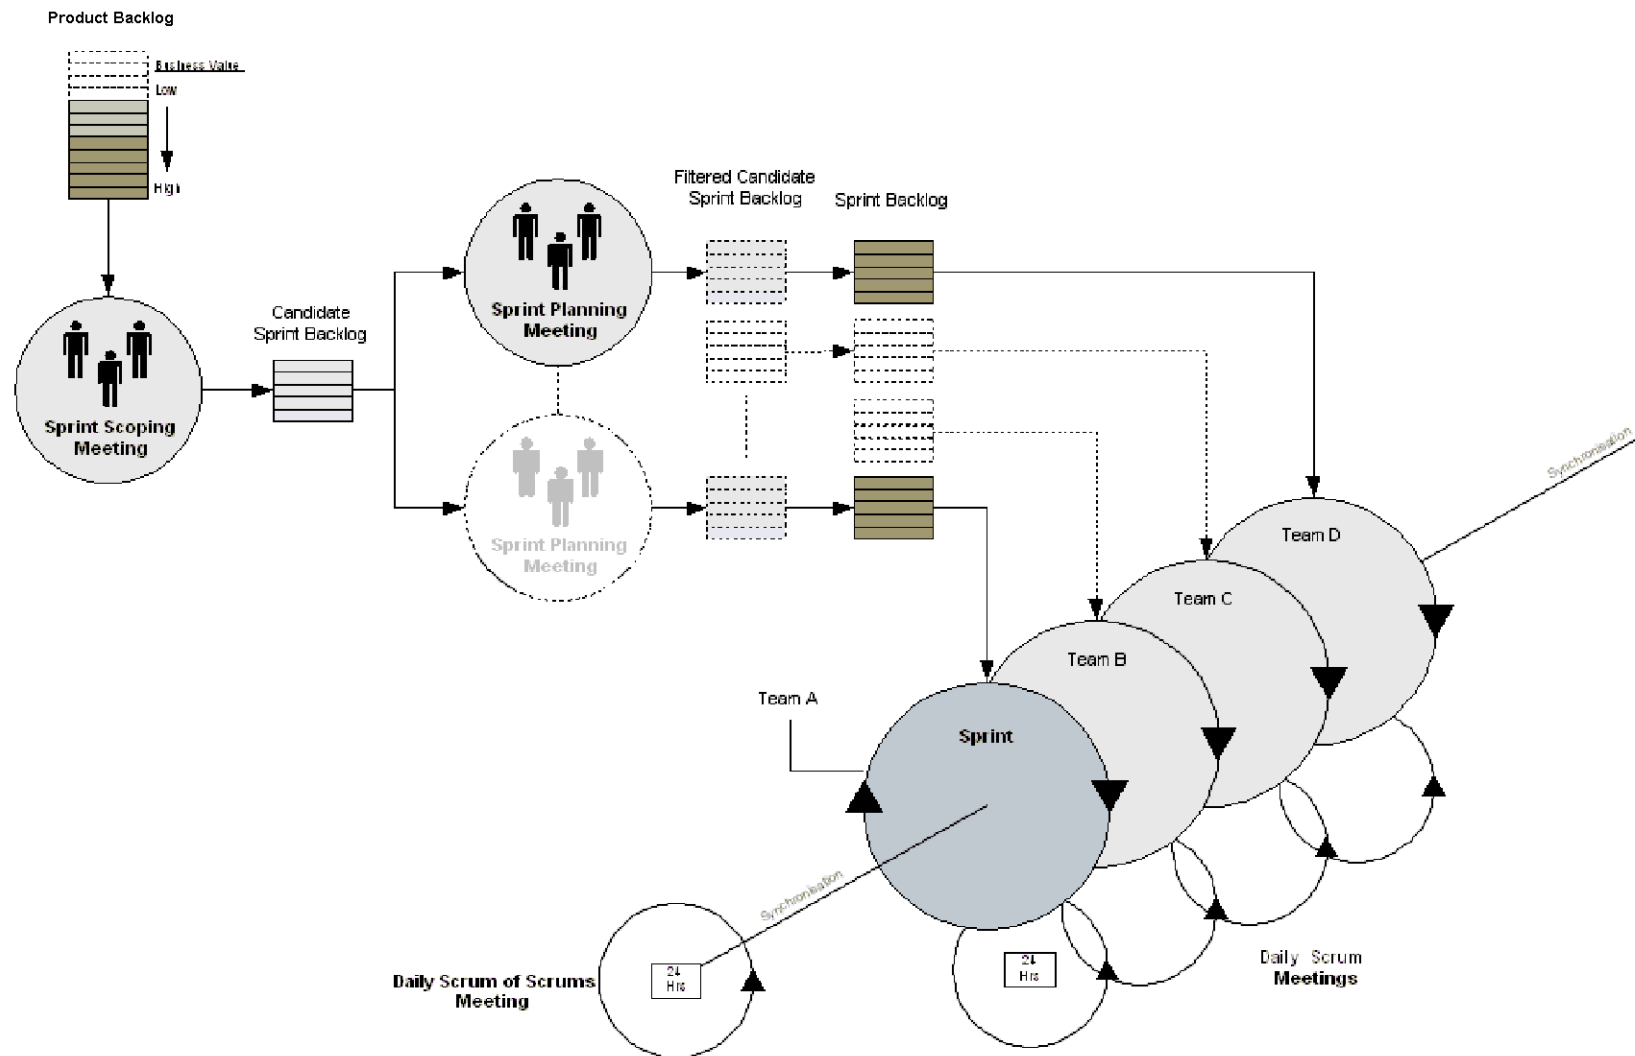 Product Backlog
Business Value
Low
High
Sprint Scoping
Meeting
Candidate
Sprint Backlog
Sprint Planning
Meeting
Sprint Planning
Meeting
Filtered Candidate
Sprint Backlog
Sprint Backlog
Team D
Team C
Team B
Team A
Sprint
Synchronisation
Synchronisation
Daily Scrum of Scrums
Meeting
24
Hrs
24
Hrs
Daily Scrum
Meetings